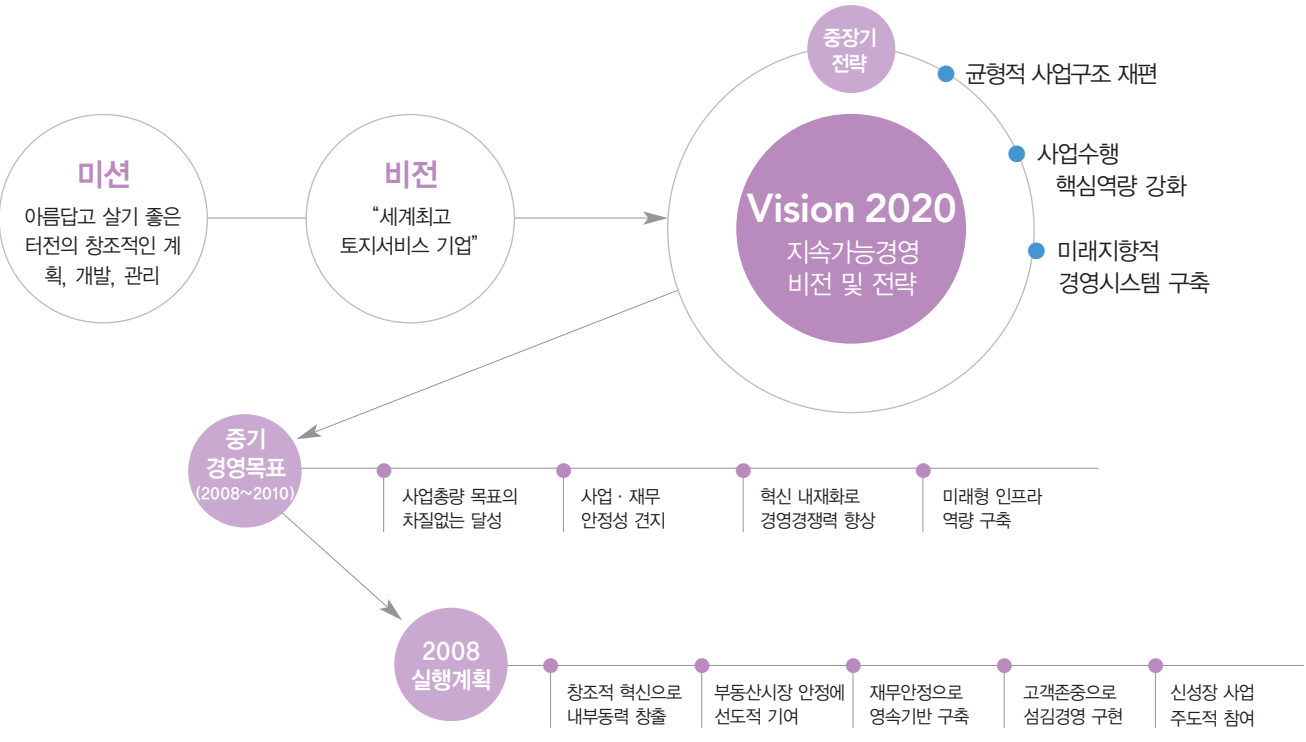 미션
아름답고 살기 좋은
터전의 창조적인 계
획, 개발, 관리
비전
“세계최고
토지서비스 기업”
중장기
전략
Vision 2020
지속가능경영
비전 및 전략
균형적 사업구조 재편
사업수행
핵심역량 강화
미래지향적
경영시스템 구축
중기
경영목표
(2008~2010)
사업총량 목표의
차질없는 달성
사업 · 재무
안정성 견지
혁신 내재화로
경영경쟁력 향상
미래형 인프라
역량 구축
2008
실행계획
창조적 혁신으로
내부동력 창출
부동산시장 안정에
선도적 기여
재무안정으로
영속기반 구축
고객존중으로
섬김경영 구현
신성장 사업
주도적 참여